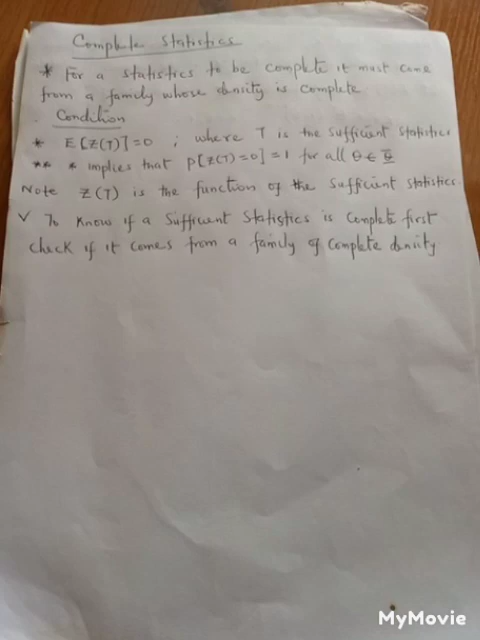 Complete Statistics
* For a statistics to be complete it must come
from a family whose density is complete.
Condition
* E[Z(T)]=0 ; where T is the sufficient statistics
** * implies that P[Z(T)=0]=1 for all θ ∈ Θ
Note Z(T) is the function of the sufficient statistics.
✓ To know if a Sufficient Statistics is Complete first
check if it comes from a family of complete density
MyMovie